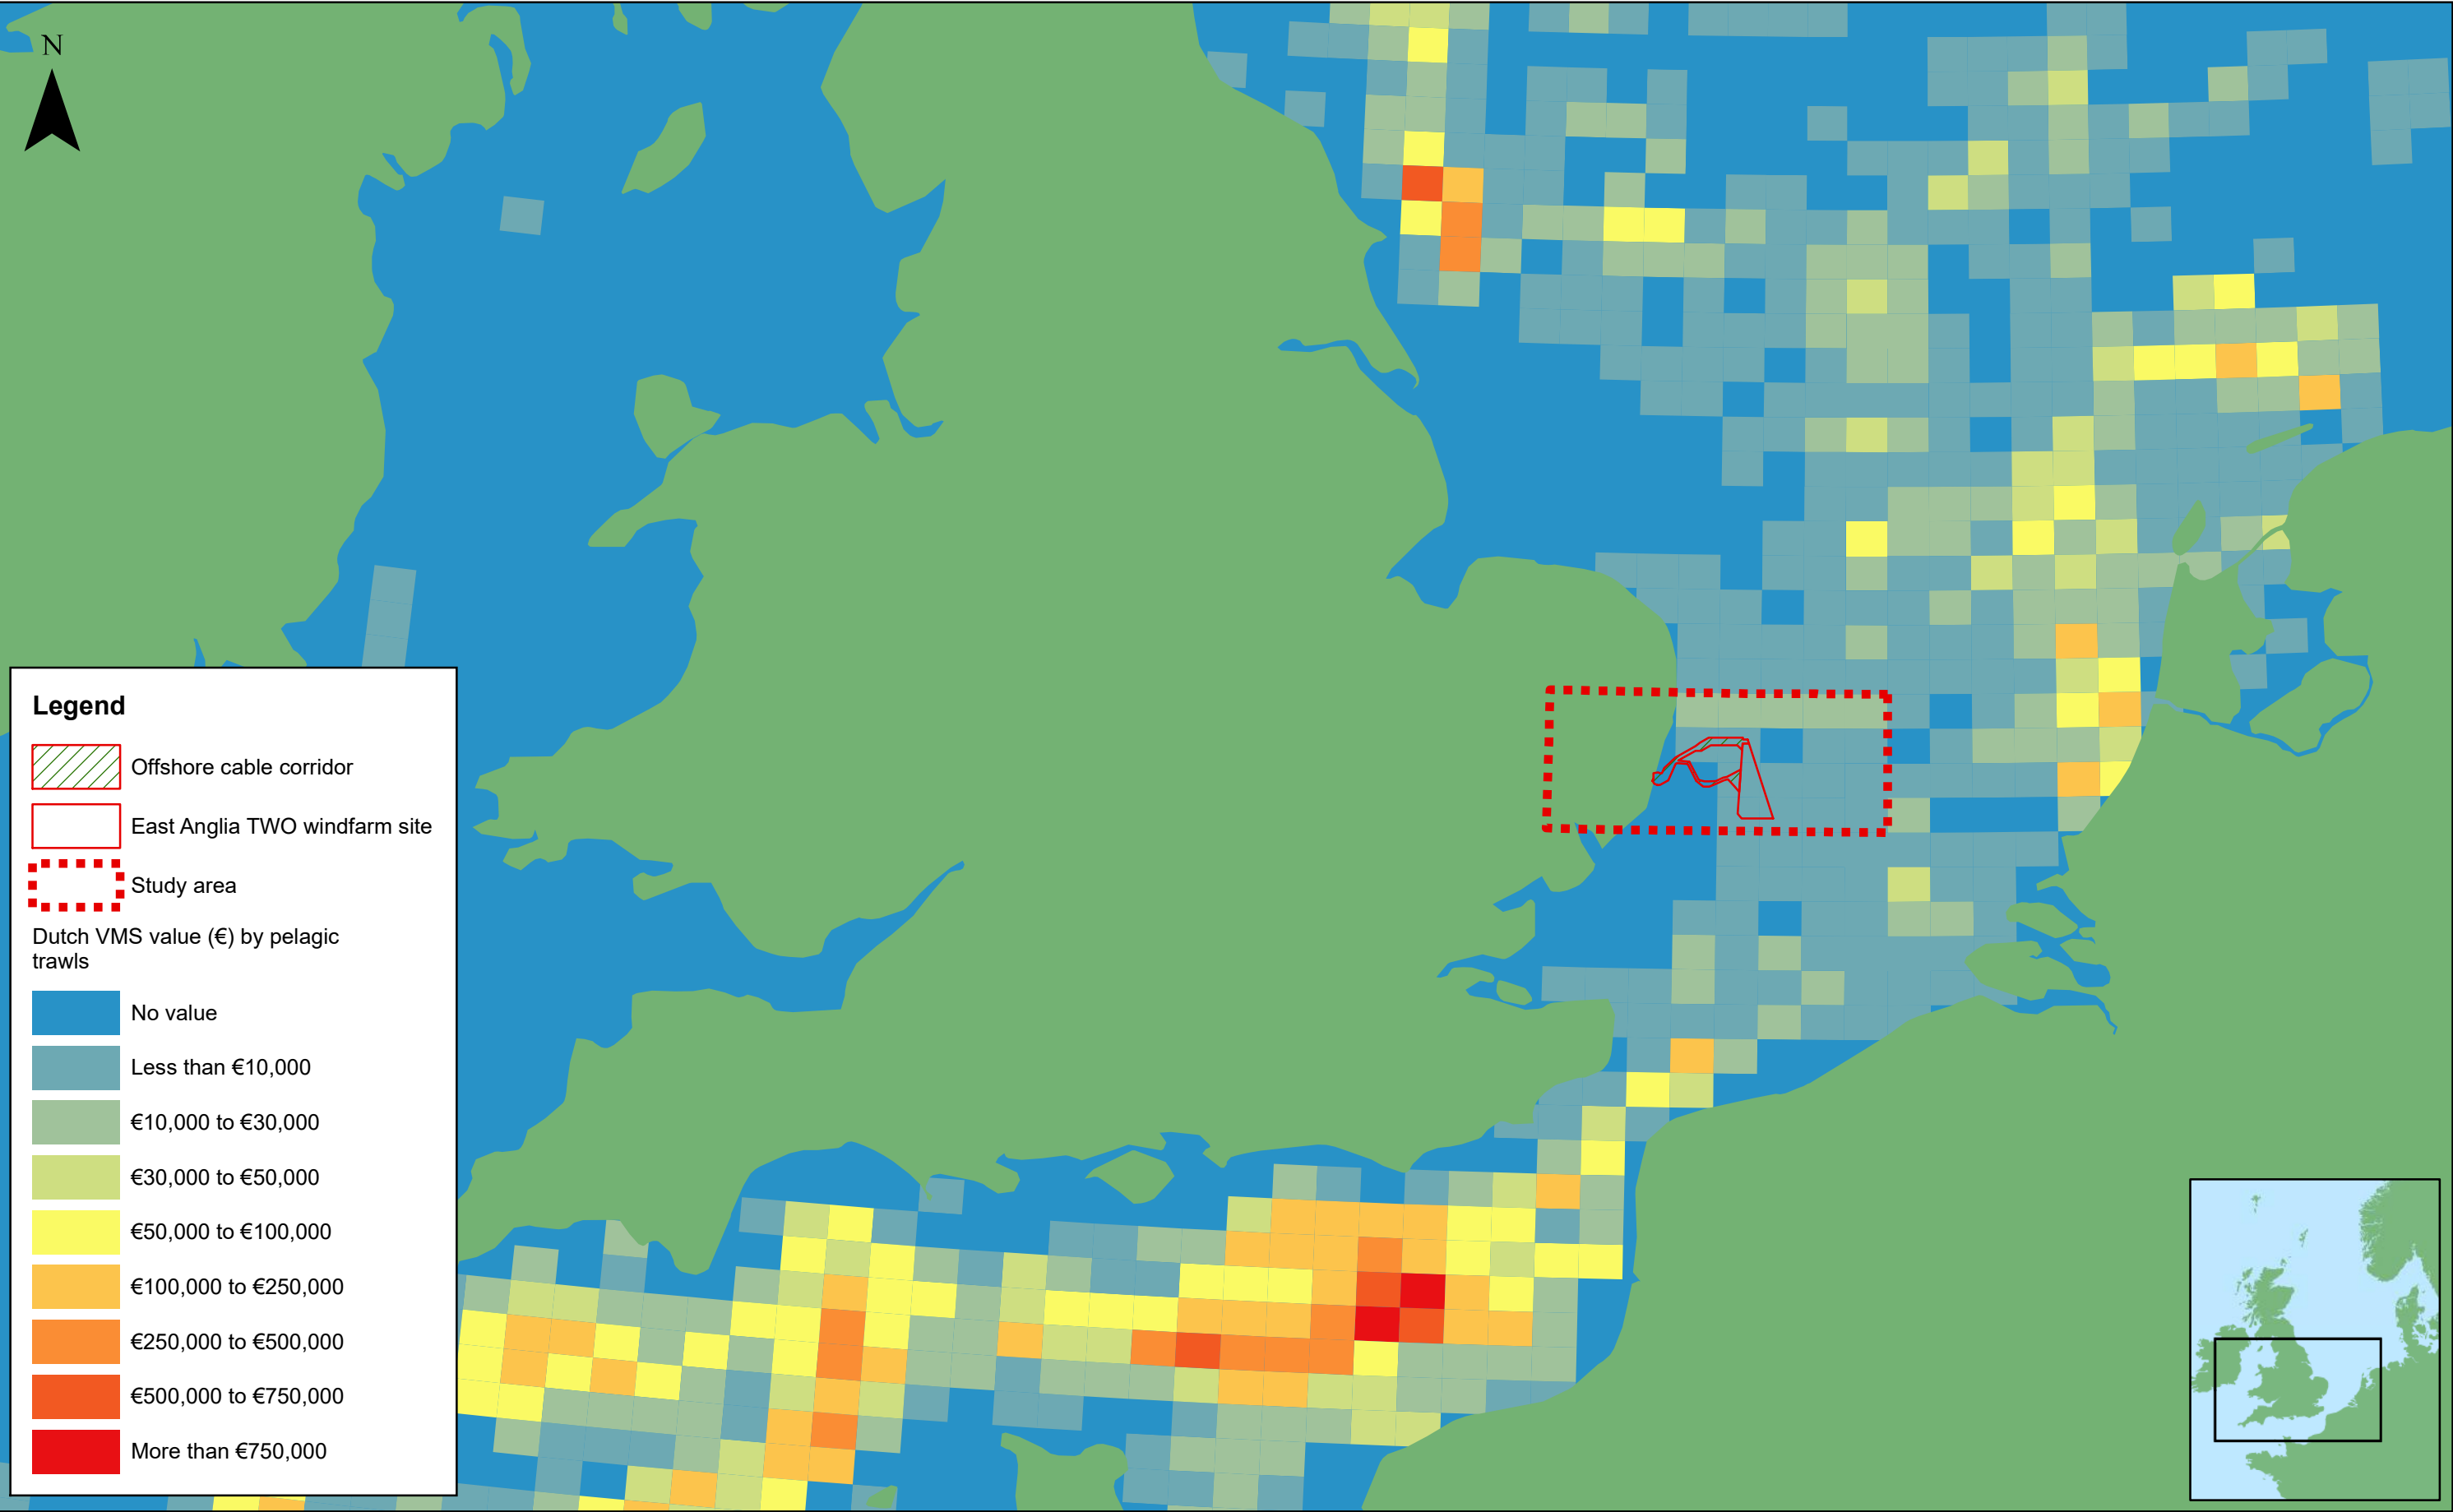 N
Legend
Offshore cable corridor
East Anglia TWO windfarm site
Study area
Dutch VMS value (€) by pelagic
trawls
No value
Less than €10,000
€10,000 to €30,000
€30,000 to €50,000
€50,000 to €100,000
€100,000 to €250,000
€250,000 to €500,000
€500,000 to €750,000
More than €750,000